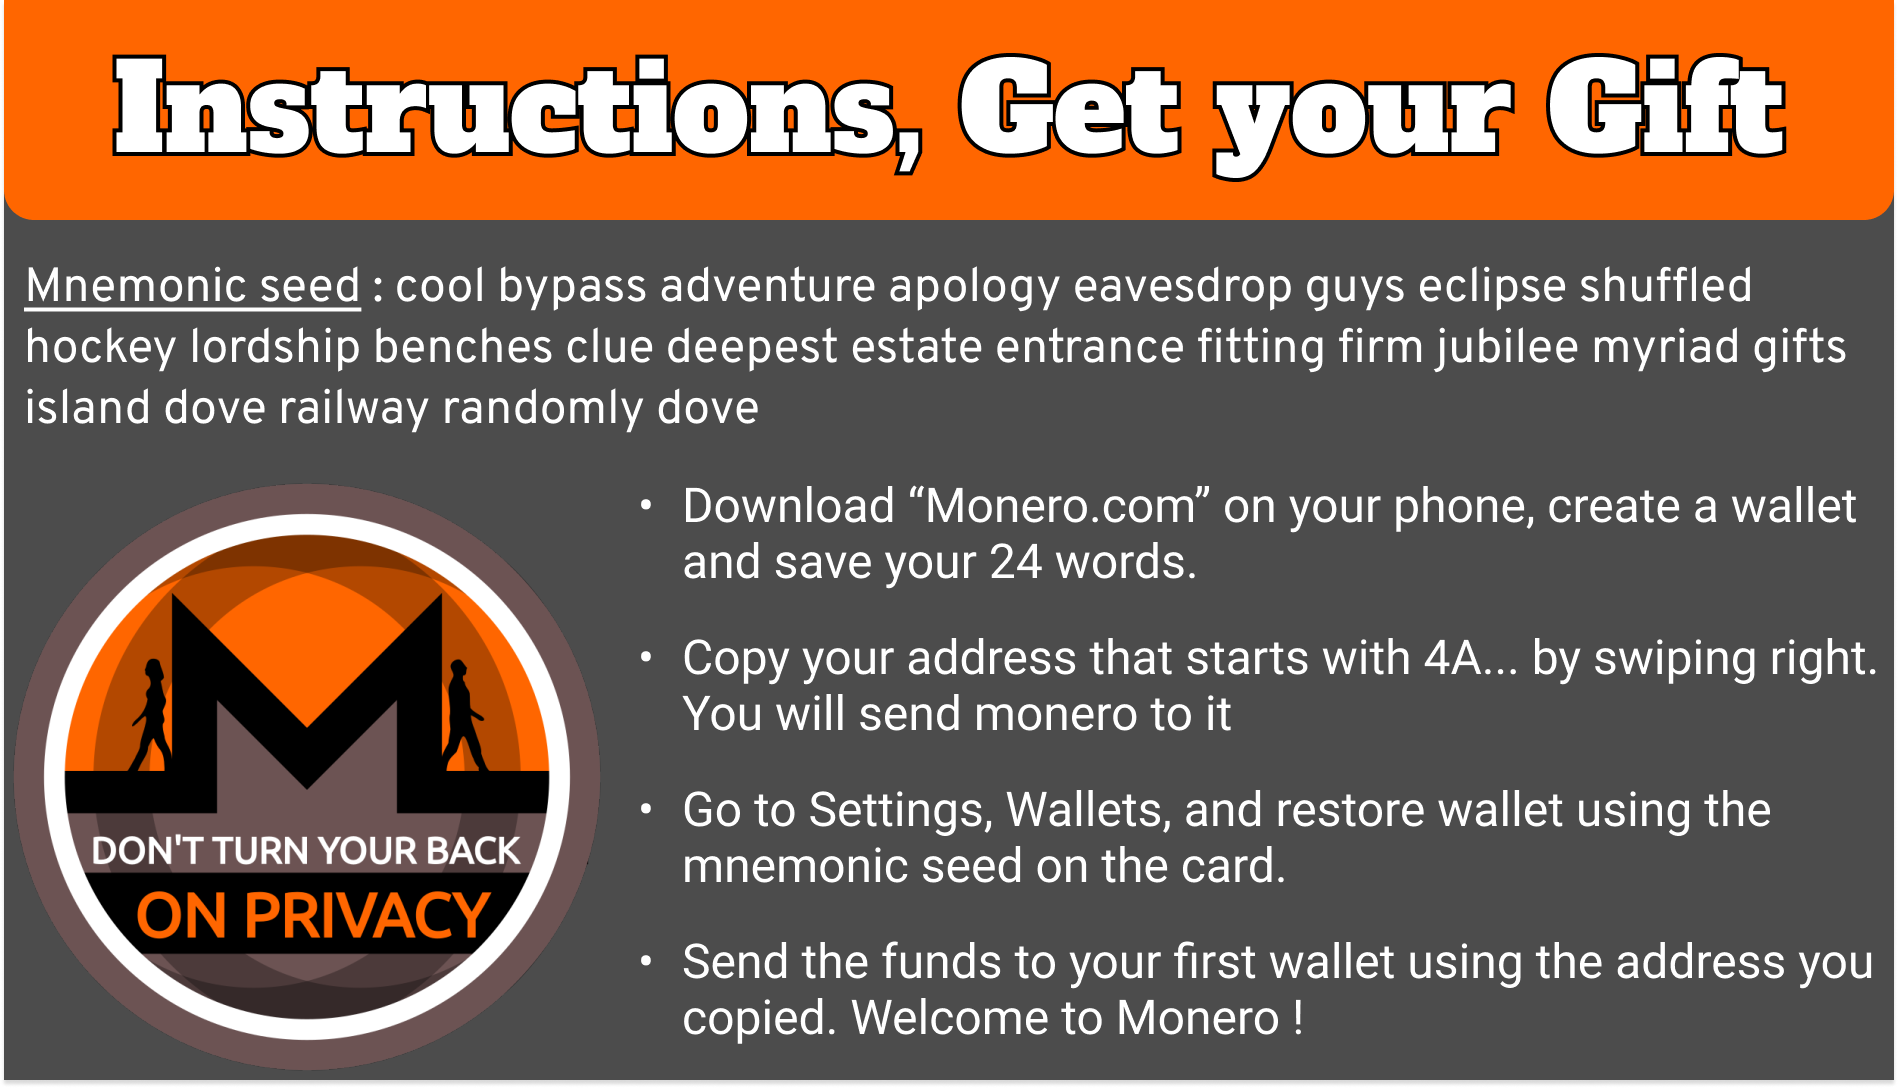 Instructions, Get your Gift
Mnemonic seed : cool bypass adventure apology eavesdrop guys eclipse shuffled
hockey lordship benches clue deepest estate entrance fitting firm jubilee myriad gifts
island dove railway randomly dove
• Download “Monero.com” on your phone, create a wallet
and save your 24 words.
• Copy your address that starts with 4A... by swiping right.
You will send monero to it
• Go to Settings, Wallets, and restore wallet using the
mnemonic seed on the card.
• Send the funds to your first wallet using the address you
copied. Welcome to Monero !
DON'T TURN YOUR BACK
ON PRIVACY